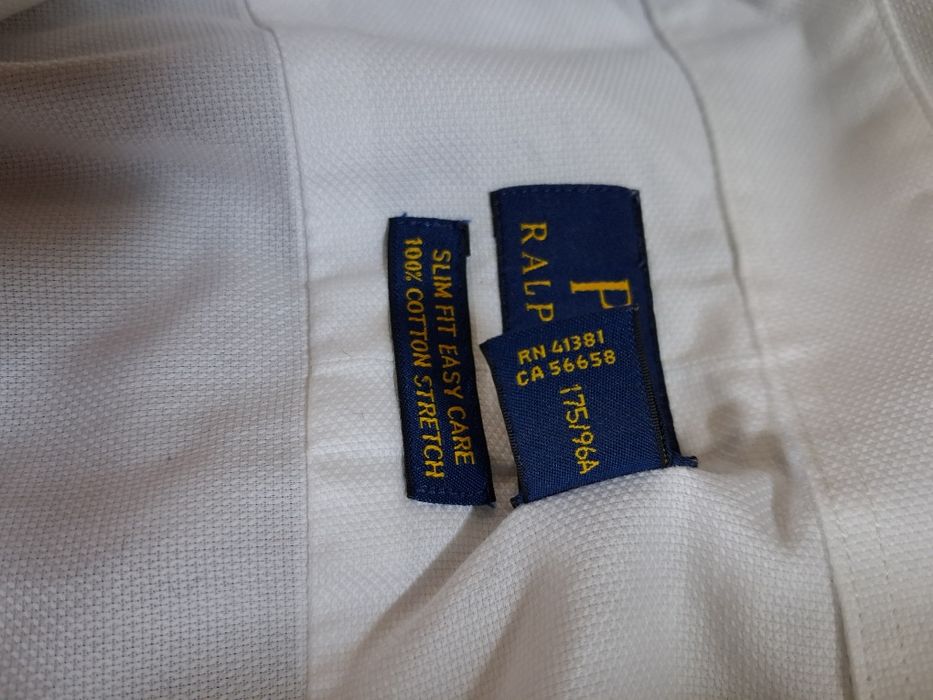 P
RALP
RN 41381
CA 56658
175/96A
SLIM FIT EASY CARE
100% COTTON STRETCH